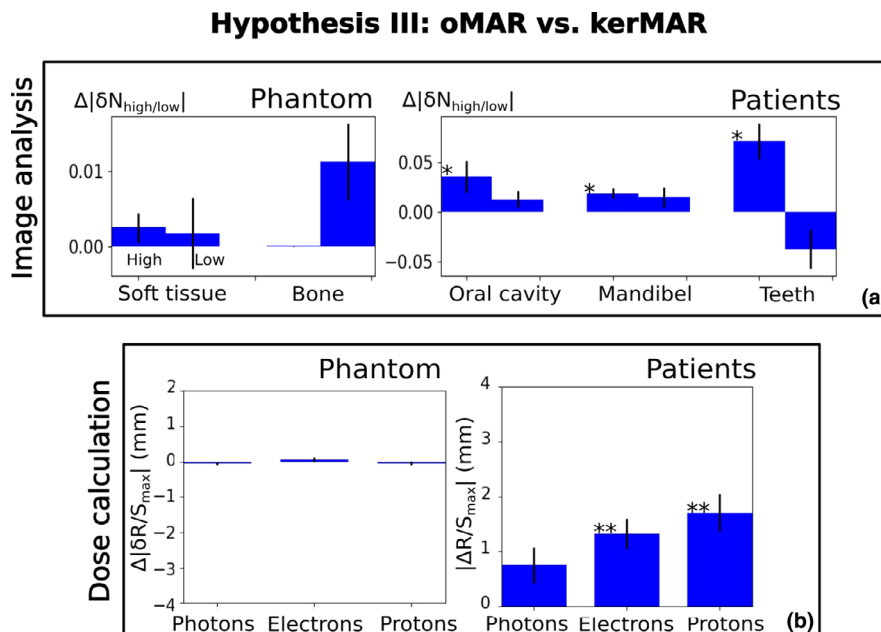 Hypothesis III: oMAR vs. kerMAR
Image analysis
Δ|δN_high/low|
Phantom
0.01
0.00
High
Low
Soft tissue
Bone
Δ|δN_high/low|
Patients
0.05
0.00
−0.05
*
*
*
Oral cavity
Mandibel
Teeth
(a
Dose calculation
Phantom
Δ|δR/S_max| (mm)
2
1
0
−1
−2
−3
−4
Photons
Electrons
Protons
Patients
|ΔR/S_max| (mm)
4
3
2
1
0
**
**
Photons
Electrons
Protons
(b)